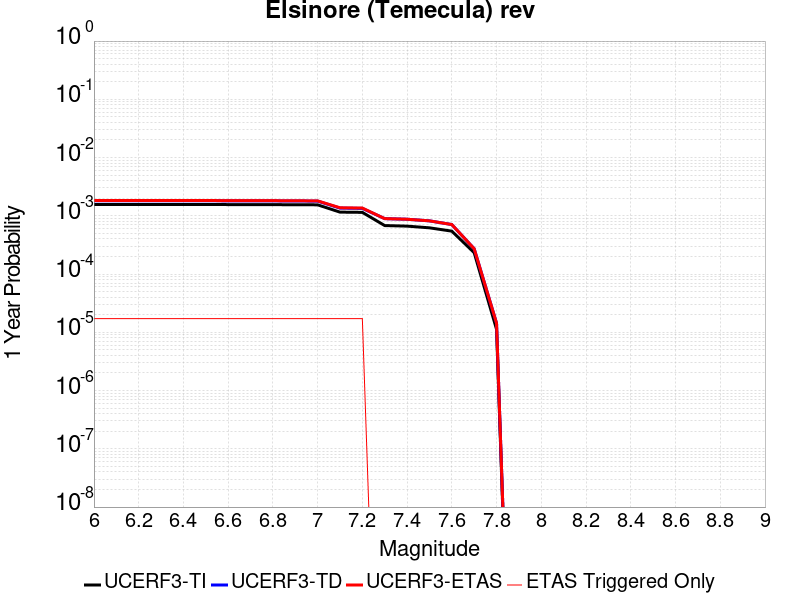 Elsinore (Temecula) rev
10^0
10^-1
10^-2
10^-3
10^-4
10^-5
10^-6
10^-7
10^-8
1 Year Probability
6 6.2 6.4 6.6 6.8 7 7.2 7.4 7.6 7.8 8 8.2 8.4 8.6 8.8 9
Magnitude
UCERF3-TI UCERF3-TD UCERF3-ETAS ETAS Triggered Only